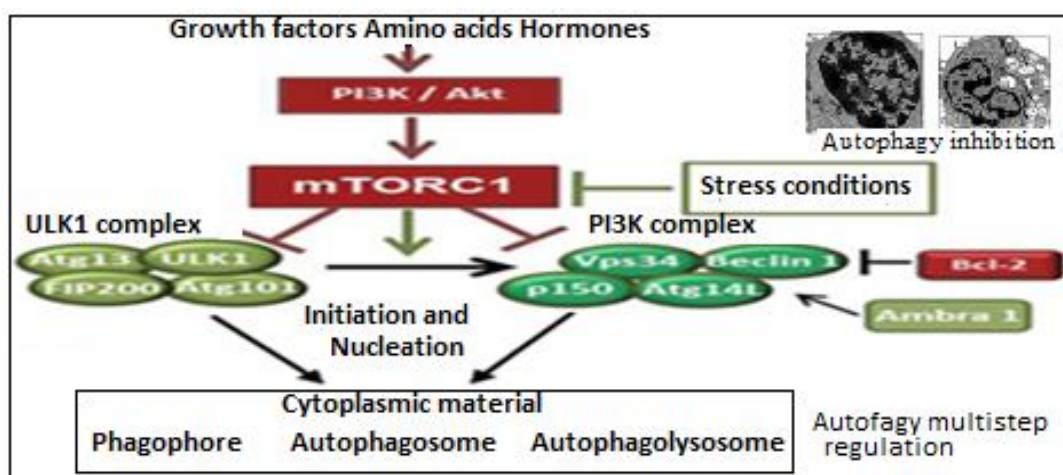 Growth factors Amino acids Hormones
PI3K / Akt
Autophagy inhibition
mTORC1
Stress conditions
ULK1 complex
PI3K complex
Atg13 ULK1
FIP200 Atg101
Vps34 Beclin 1
p150 Atg14L
Bcl-2
Ambra 1
Initiation and
Nucleation
Cytoplasmic material
Phagophore Autophagosome Autophagolysosome
Autofagy multistep
regulation